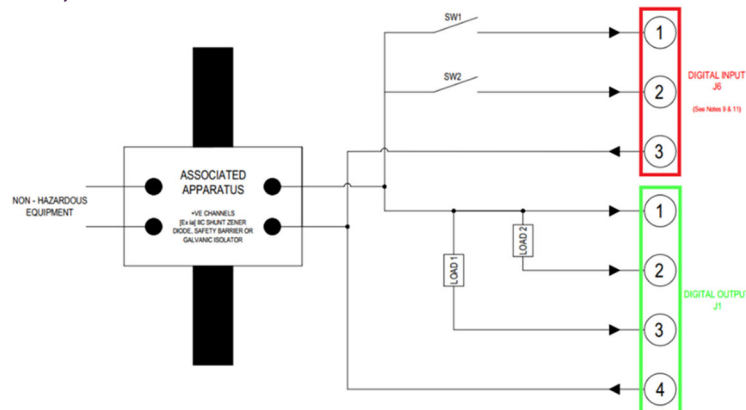 SW1
1
DIGITAL INPUT
J6
(See Notes 9 & 11)
SW2
2
3
ASSOCIATED
APPARATUS
+VE CHANNELS
[Ex ia] IIC SHUNT ZENER
DIODE, SAFETY BARRIER OR
GALVANIC ISOLATOR
NON - HAZARDOUS
EQUIPMENT
1
LOAD 1
LOAD 2
2
DIGITAL OUTPU
J1
3
4